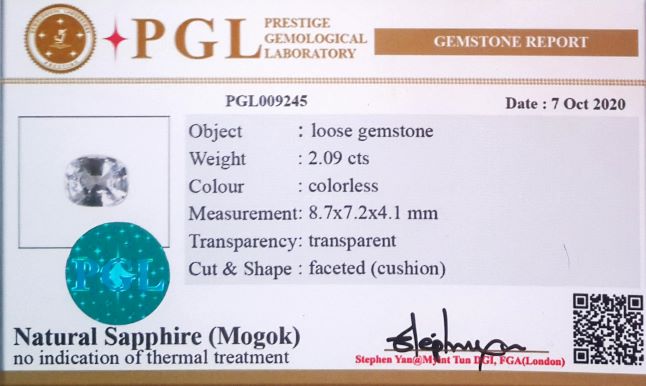 PGL
PRESTIGE
GEMOLOGICAL
LABORATORY
GEMSTONE REPORT
PGL009245
Date : 7 Oct 2020
Object : loose gemstone
Weight : 2.09 cts
Colour : colorless
Measurement: 8.7x7.2x4.1 mm
Transparency: transparent
Cut & Shape : faceted (cushion)
PGL
Natural Sapphire (Mogok)
no indication of thermal treatment
Stephen Yan@Myint Tun DGI, FGA(London)